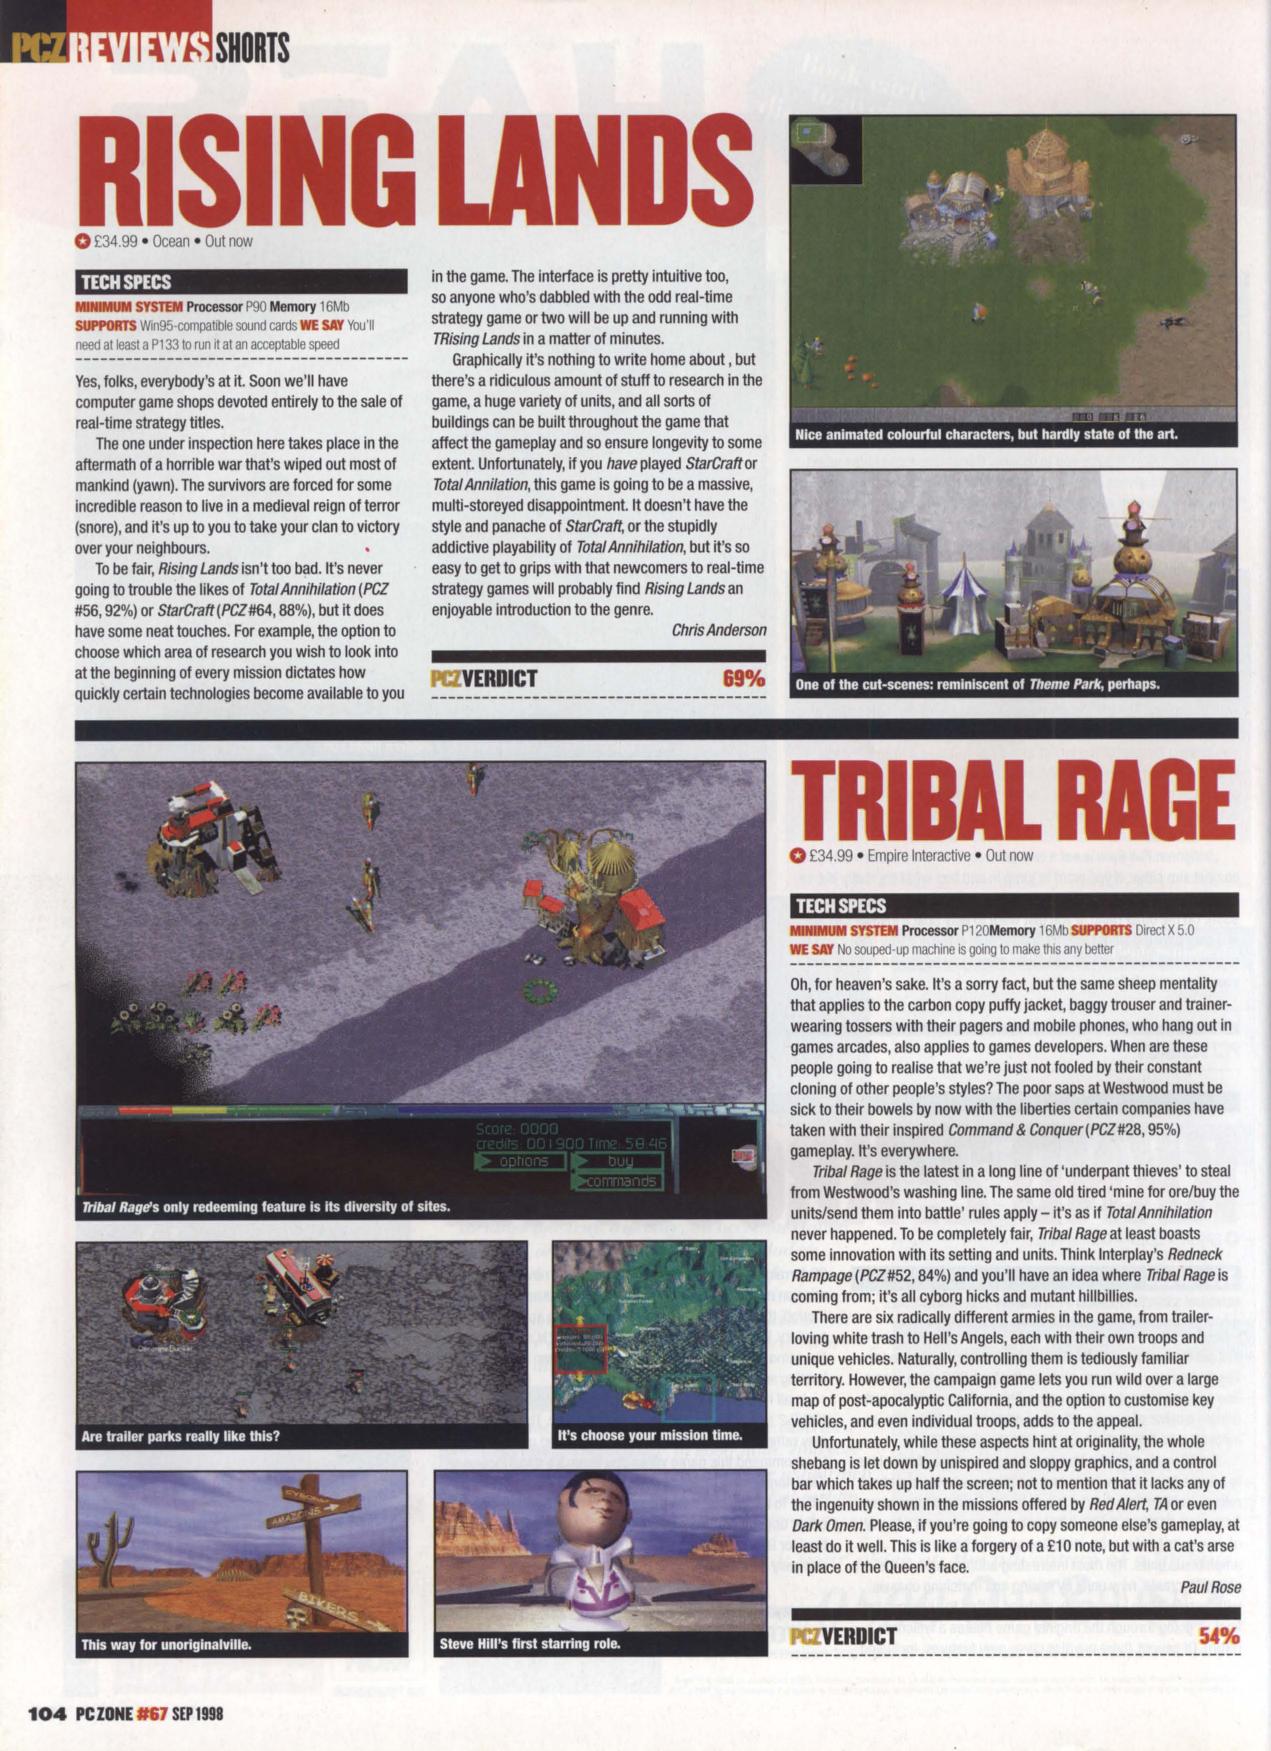 PCZ REVIEWS SHORTS
RISING LANDS
£34.99 • Ocean • Out now
TECH SPECS
MINIMUM SYSTEM Processor P90 Memory 16Mb
SUPPORTS Win95-compatible sound cards WE SAY You'll
need at least a P133 to run it at an acceptable speed
Yes, folks, everybody's at it. Soon we'll have
computer game shops devoted entirely to the sale of
real-time strategy titles.
The one under inspection here takes place in the
aftermath of a horrible war that's wiped out most of
mankind (yawn). The survivors are forced for some
incredible reason to live in a medieval reign of terror
(snore), and it's up to you to take your clan to victory
over your neighbours.
To be fair, Rising Lands isn't too bad. It's never
going to trouble the likes of Total Annihilation (PCZ
#56, 92%) or StarCraft (PCZ #64, 88%), but it does
have some neat touches. For example, the option to
choose which area of research you wish to look into
at the beginning of every mission dictates how
quickly certain technologies become available to you
in the game. The interface is pretty intuitive too,
so anyone who's dabbled with the odd real-time
strategy game or two will be up and running with
TRising Lands in a matter of minutes.
Graphically it's nothing to write home about , but
there's a ridiculous amount of stuff to research in the
game, a huge variety of units, and all sorts of
buildings can be built throughout the game that
affect the gameplay and so ensure longevity to some
extent. Unfortunately, if you have played StarCraft or
Total Annilation, this game is going to be a massive,
multi-storeyed disappointment. It doesn't have the
style and panache of StarCraft, or the stupidly
addictive playability of Total Annihilation, but it's so
easy to get to grips with that newcomers to real-time
strategy games will probably find Rising Lands an
enjoyable introduction to the genre.
Chris Anderson
PCZVERDICT 69%
Nice animated colourful characters, but hardly state of the art.
One of the cut-scenes: reminiscent of Theme Park, perhaps.
Score: 0000
credits: 001900 Time: 58:46
options
buy
commands
Tribal Rage's only redeeming feature is its diversity of sites.
Are trailer parks really like this?
It's choose your mission time.
CYBORGS
AMAZONS
BIKERS
This way for unoriginalville.
Steve Hill's first starring role.
TRIBAL RAGE
£34.99 • Empire Interactive • Out now
TECH SPECS
MINIMUM SYSTEM Processor P120 Memory 16Mb SUPPORTS Direct X 5.0
WE SAY No souped-up machine is going to make this any better
Oh, for heaven's sake. It's a sorry fact, but the same sheep mentality
that applies to the carbon copy puffy jacket, baggy trouser and trainer-
wearing tossers with their pagers and mobile phones, who hang out in
games arcades, also applies to games developers. When are these
people going to realise that we're just not fooled by their constant
cloning of other people's styles? The poor saps at Westwood must be
sick to their bowels by now with the liberties certain companies have
taken with their inspired Command & Conquer (PCZ #28, 95%)
gameplay. It's everywhere.
Tribal Rage is the latest in a long line of 'underpant thieves' to steal
from Westwood's washing line. The same old tired 'mine for ore/buy the
units/send them into battle' rules apply – it's as if Total Annihilation
never happened. To be completely fair, Tribal Rage at least boasts
some innovation with its setting and units. Think Interplay's Redneck
Rampage (PCZ #52, 84%) and you'll have an idea where Tribal Rage is
coming from; it's all cyborg hicks and mutant hillbillies.
There are six radically different armies in the game, from trailer-
loving white trash to Hell's Angels, each with their own troops and
unique vehicles. Naturally, controlling them is tediously familiar
territory. However, the campaign game lets you run wild over a large
map of post-apocalyptic California, and the option to customise key
vehicles, and even individual troops, adds to the appeal.
Unfortunately, while these aspects hint at originality, the whole
shebang is let down by unispired and sloppy graphics, and a control
bar which takes up half the screen; not to mention that it lacks any of
the ingenuity shown in the missions offered by Red Alert, TA or even
Dark Omen. Please, if you're going to copy someone else's gameplay, at
least do it well. This is like a forgery of a £10 note, but with a cat's arse
in place of the Queen's face.
Paul Rose
PCZVERDICT 54%
104 PC ZONE #67 SEP 1998